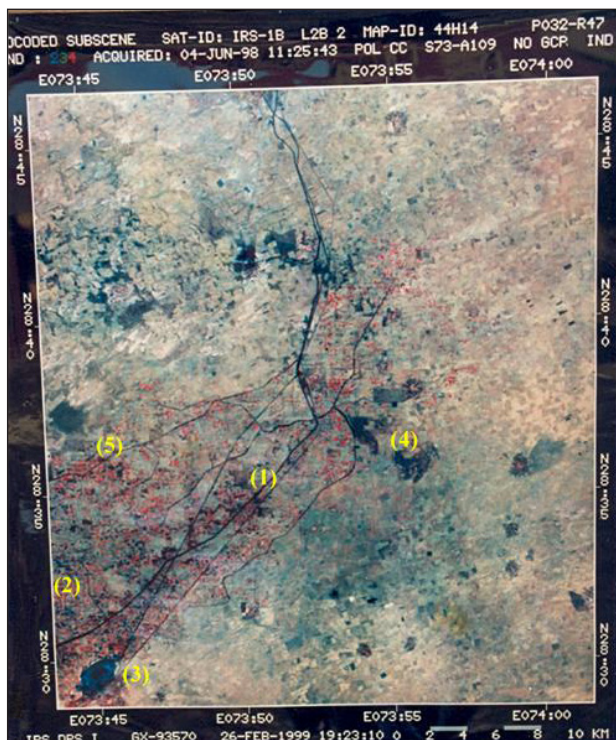 OCODED SUBSCENE SAT-ID: IRS-1B L2B 2 MAP-ID: 44H14 P032-R47
ND : 234 ACQUIRED: 04-JUN-98 11:25:43 POL CC S73-A109 NO GCP IND
E073:45 E073:50 E073:55 E074:00
N28:45 N28:45
N28:40 N28:40
(5) (4)
(1)
N28:35 N28:35
(2)
N28:30
(3)
E073:45 E073:50 E073:55 E074:00
IRS DPS I GX-93570 26-FEB-1999 19:23:10 0 2 4 6 8 10 KM